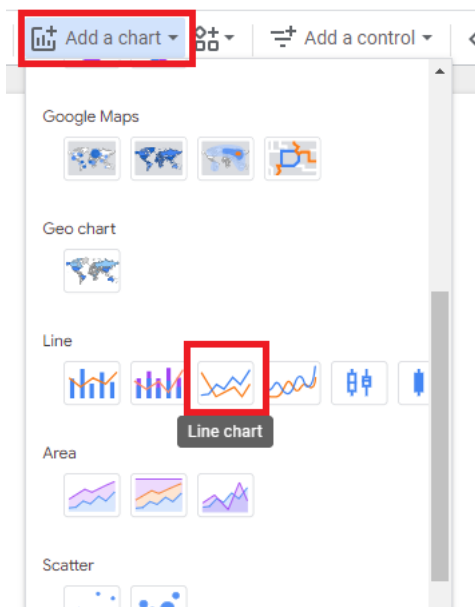 Add a chart
Add a control
Google Maps
Geo chart
Line
Line chart
Area
Scatter